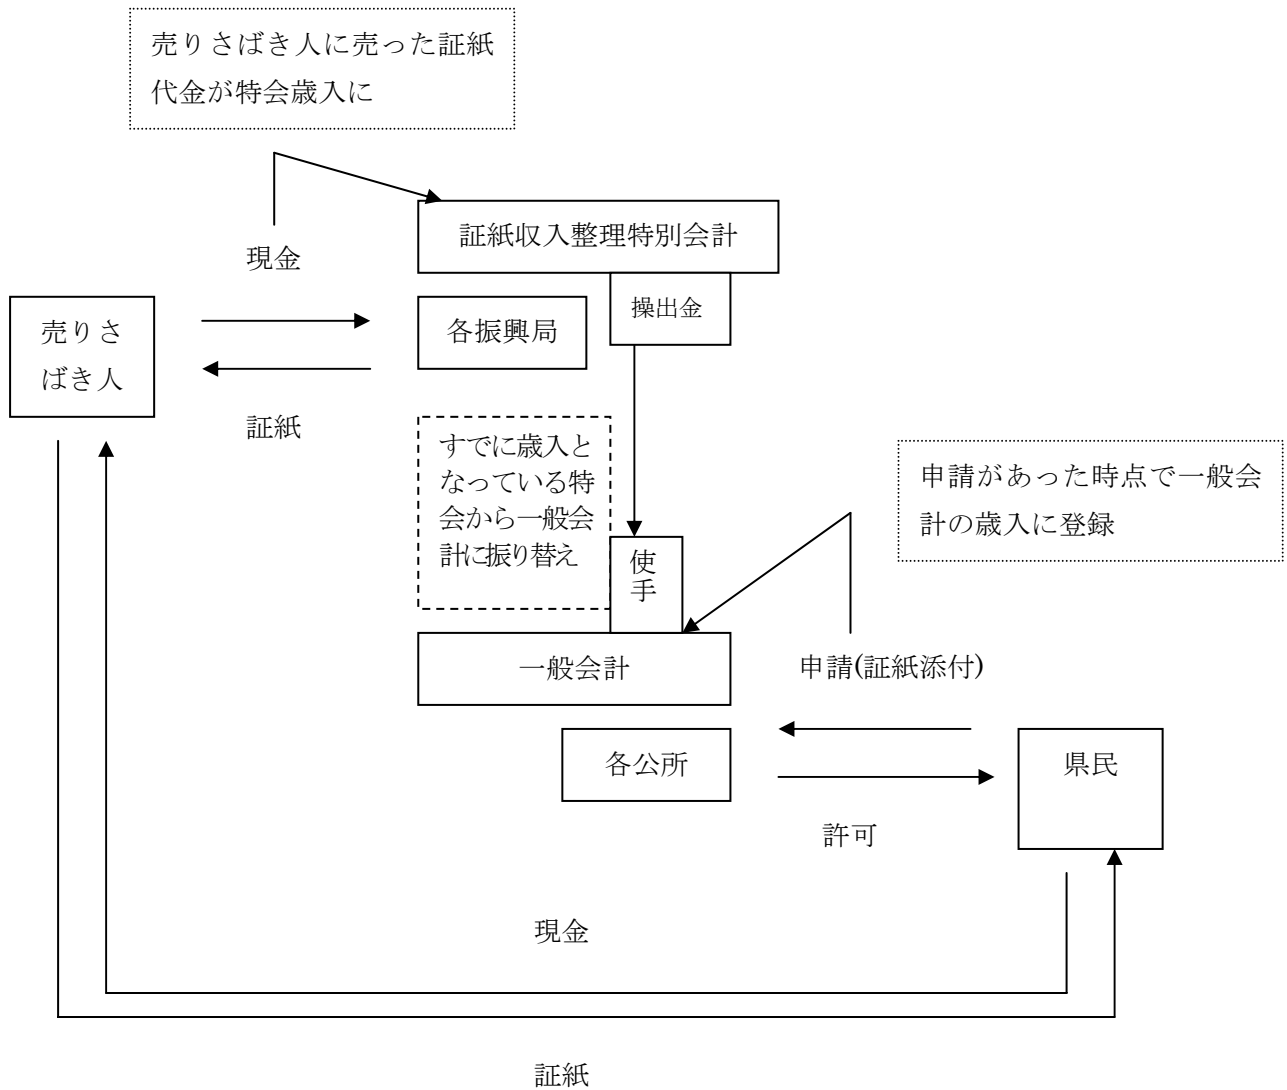 売りさばき人に売った証紙
代金が特会歳入に
証紙収入整理特別会計
現金
操出金
売りさ
ばき人
各振興局
証紙
すでに歳入と
なっている特
会から一般会
計に振り替え
申請があった時点で一般会
計の歳入に登録
使
手
一般会計
申請(証紙添付)
各公所
県民
許可
現金
証紙